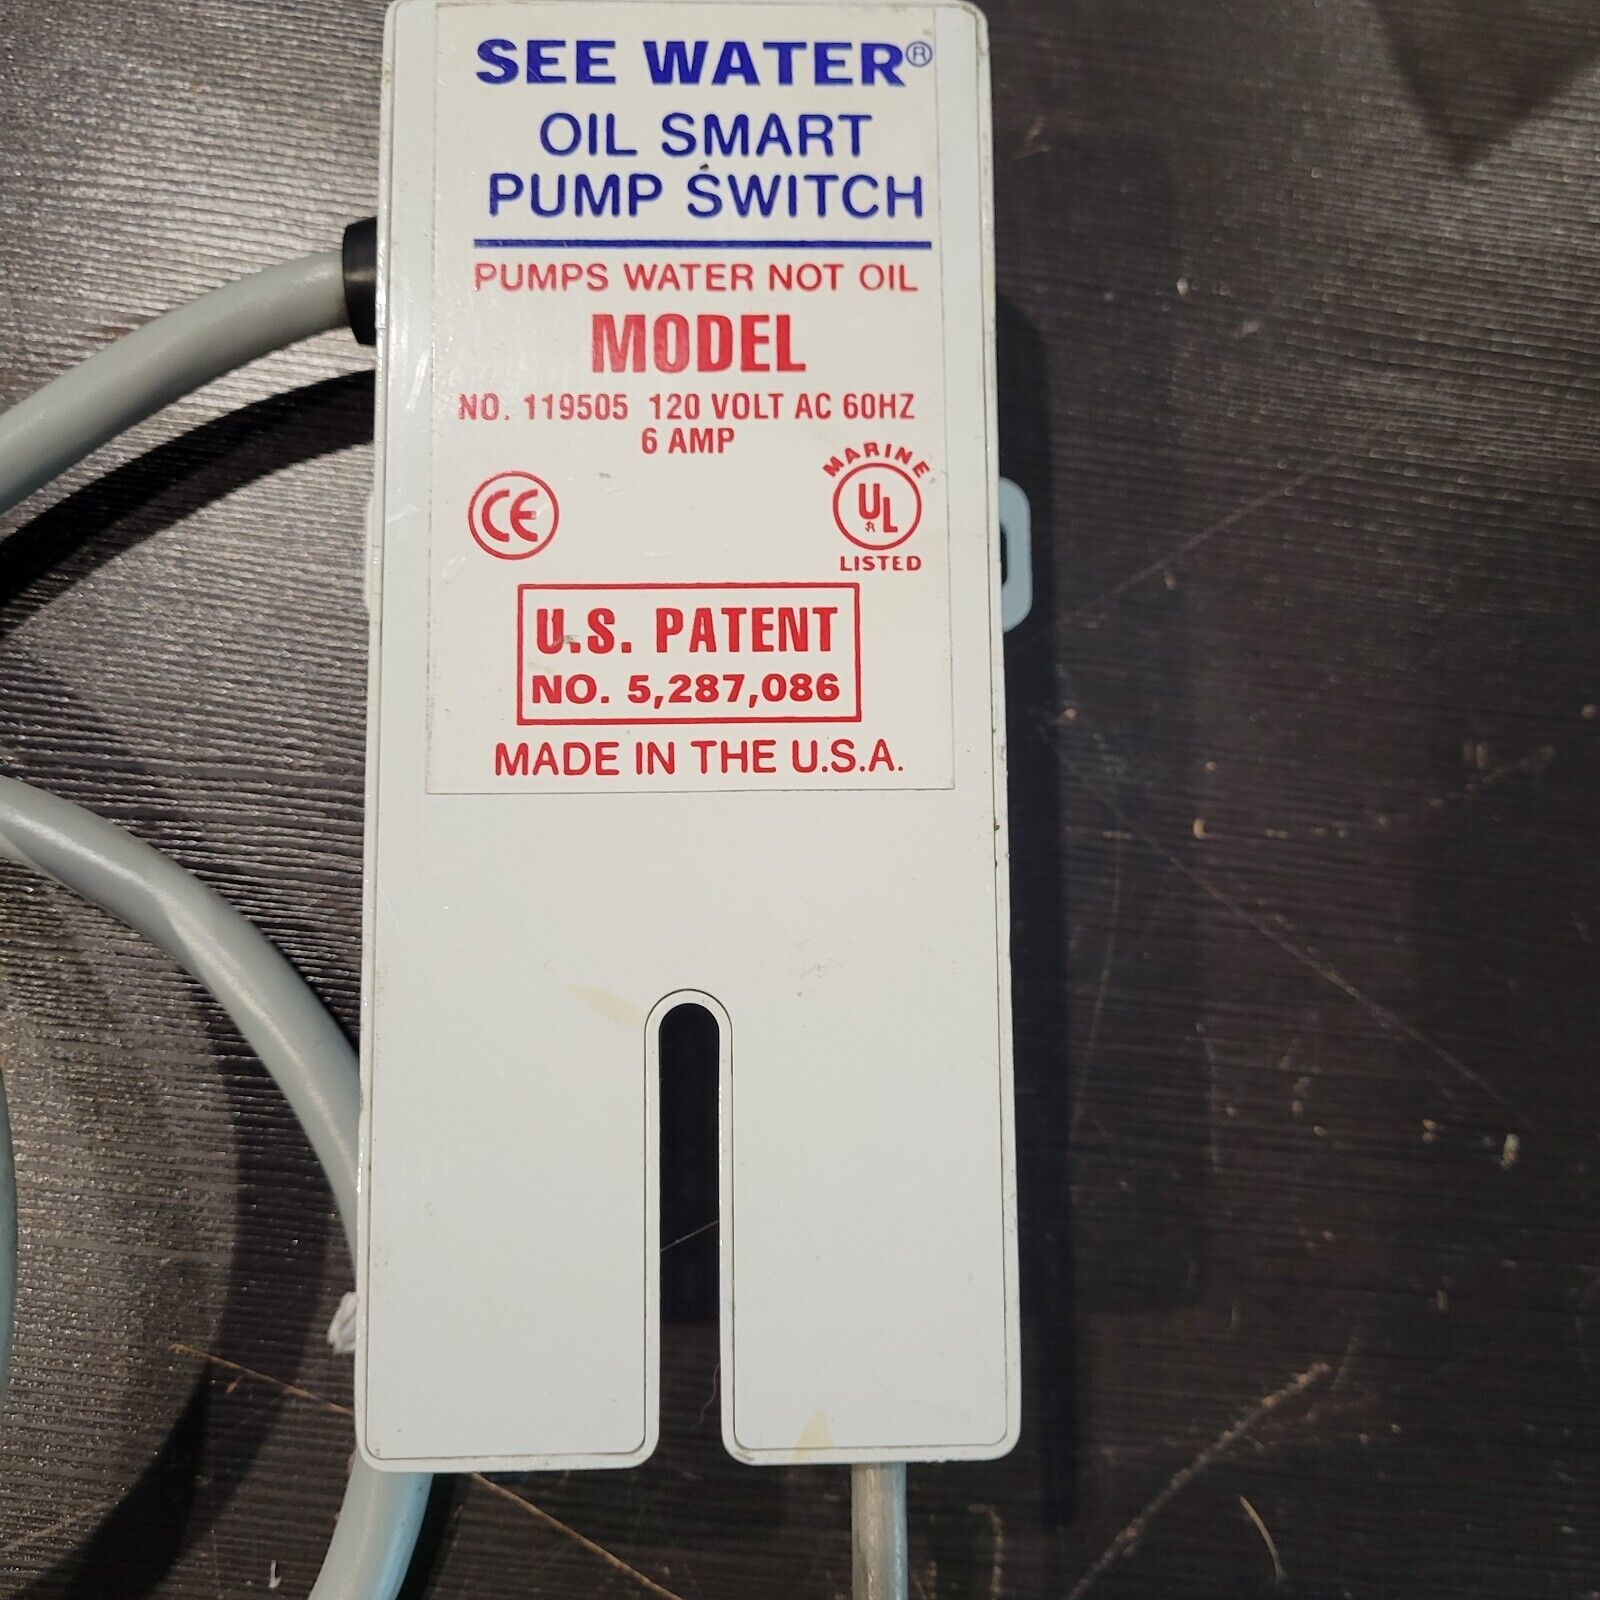 SEE WATER®
OIL SMART
PUMP SWITCH
PUMPS WATER NOT OIL
MODEL
NO. 119505 120 VOLT AC 60HZ
6 AMP
CE
MARINE
UL
R
LISTED
U.S. PATENT
NO. 5,287,086
MADE IN THE U.S.A.